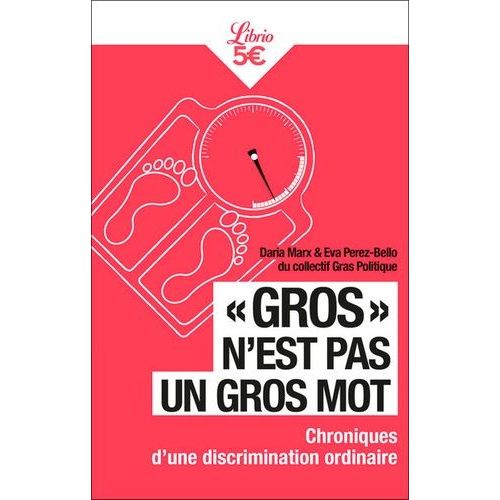 Librio
5€
Daria Marx & Eva Perez-Bello
du collectif Gras Politique
« GROS »
N'EST PAS
UN GROS MOT
Chroniques
d'une discrimination ordinaire